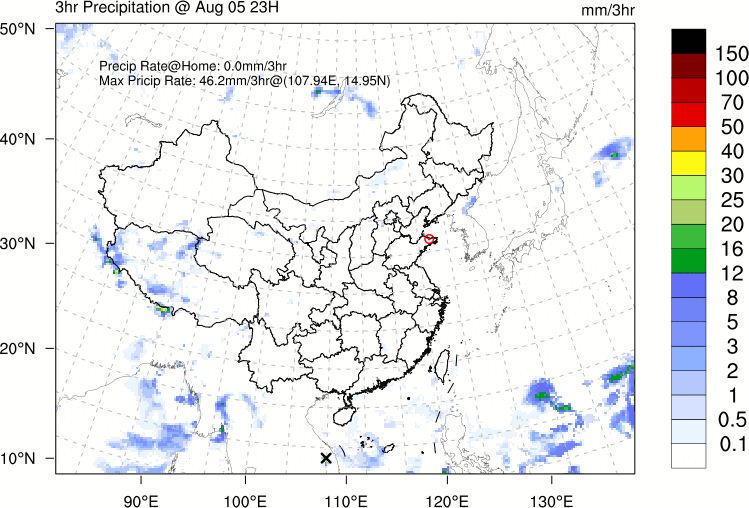 3hr Precipitation @ Aug 05 23H
mm/3hr
Precip Rate@Home: 0.0mm/3hr
Max Pricip Rate: 46.2mm/3hr@(107.94E, 14.95N)
50°N
40°N
30°N
20°N
10°N
90°E
100°E
110°E
120°E
130°E
150
100
70
50
40
30
25
20
16
12
8
5
3
2
1
0.5
0.1